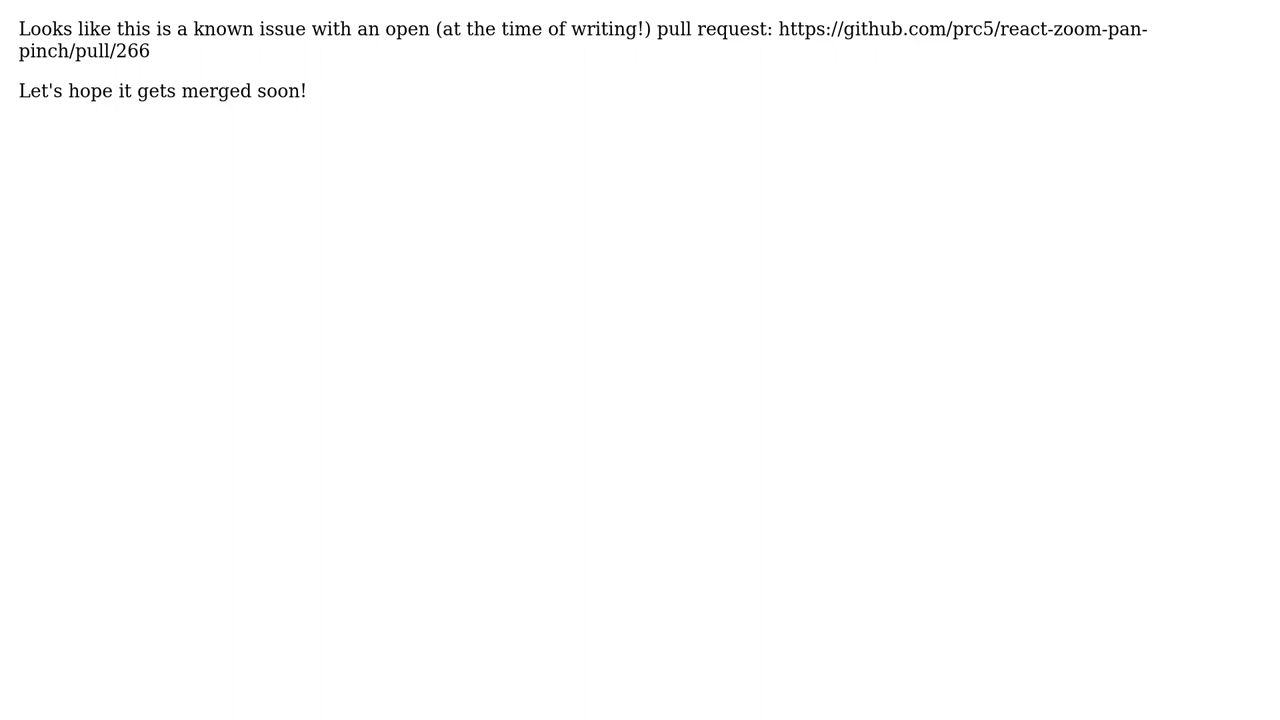 Looks like this is a known issue with an open (at the time of writing!) pull request: https://github.com/prc5/react-zoom-pan-
pinch/pull/266
Let's hope it gets merged soon!